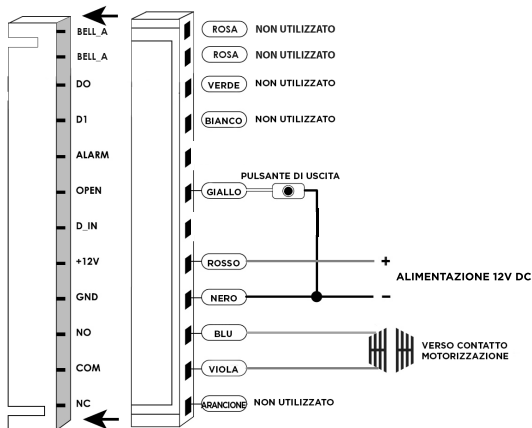 BELL_A ROSA NON UTILIZZATO
BELL_A ROSA NON UTILIZZATO
DO VERDE NON UTILIZZATO
D1 BIANCO NON UTILIZZATO
ALARM
PULSANTE DI USCITA
OPEN GIALLO
D_IN
+12V ROSSO +
ALIMENTAZIONE 12V DC
GND NERO −
NO BLU
VERSO CONTATTO
MOTORIZZAZIONE
COM VIOLA
NC ARANCIONE NON UTILIZZATO